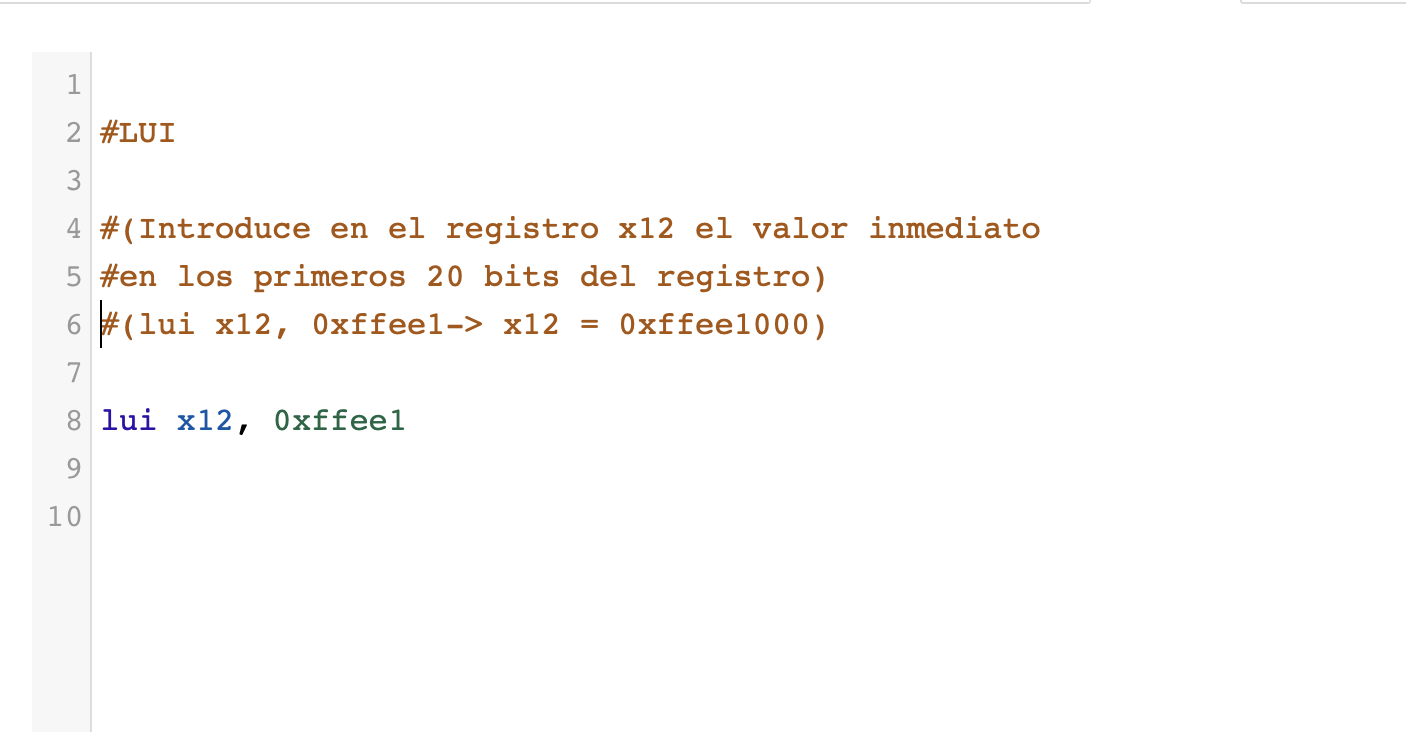 1
2 #LUI
3
4 #(Introduce en el registro x12 el valor inmediato
5 #en los primeros 20 bits del registro)
6 #(lui x12, 0xffee1-> x12 = 0xffee1000)
7
8 lui x12, 0xffee1
9
10